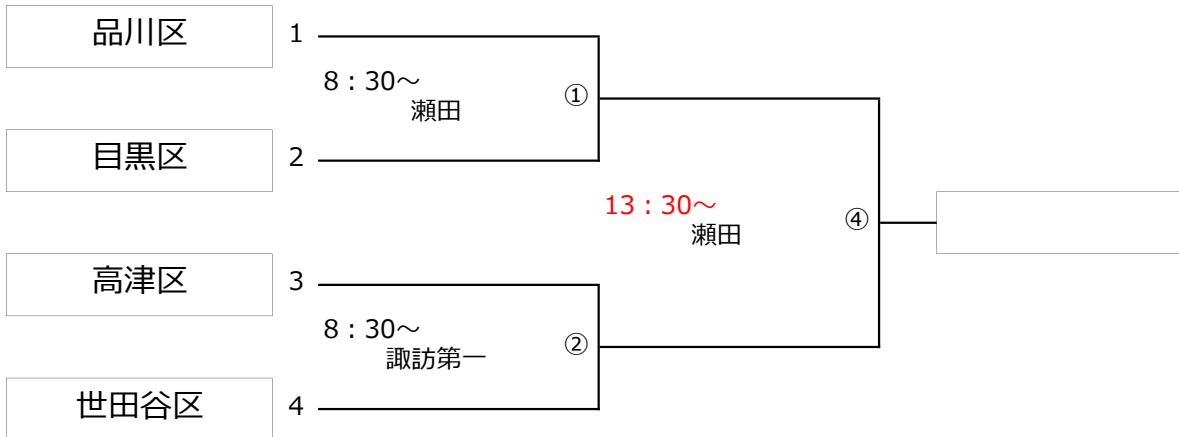 品川区 1
8：30～
瀬田
①
目黒区 2
13：30～
瀬田
④
高津区 3
8：30～
諏訪第一
②
世田谷区 4